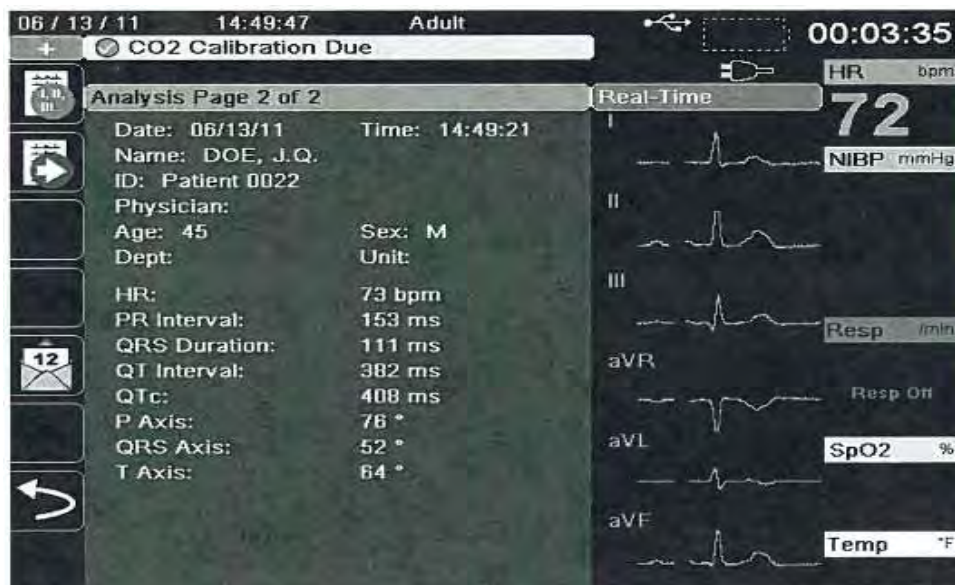 06 / 13 / 11 14:49:47 Adult 00:03:35
CO2 Calibration Due
HR bpm
72
Analysis Page 2 of 2
Real-Time
I, II, III
Date: 06/13/11 Time: 14:49:21
Name: DOE, J.Q.
ID: Patient 0022
Physician:
Age: 45 Sex: M
Dept: Unit:
HR: 73 bpm
PR Interval: 153 ms
QRS Duration: 111 ms
QT Interval: 382 ms
QTc: 408 ms
P Axis: 76 °
QRS Axis: 52 °
T Axis: 64 °
12
I
II
III
aVR
aVL
aVF
NIBP mmHg
Resp /min
Resp Off
SpO2 %
Temp °F